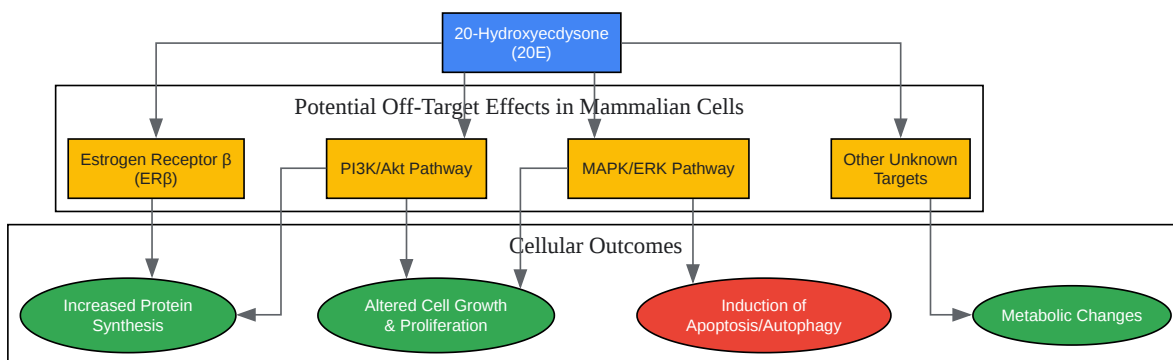 20-Hydroxyecdysone
(20E)
Potential Off-Target Effects in Mammalian Cells
Estrogen Receptor β
(ERβ)
PI3K/Akt Pathway
MAPK/ERK Pathway
Other Unknown
Targets
Cellular Outcomes
Increased Protein
Synthesis
Altered Cell Growth
& Proliferation
Induction of
Apoptosis/Autophagy
Metabolic Changes